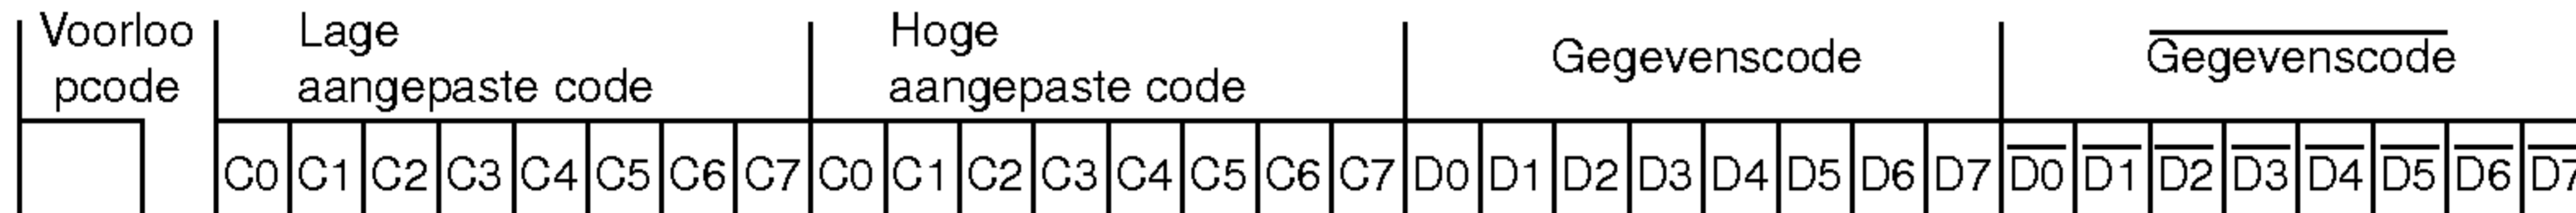 Voorloo
pcode
Lage
aangepaste code
Hoge
aangepaste code
Gegevenscode
Gegevenscode
C0 C1 C2 C3 C4 C5 C6 C7 C0 C1 C2 C3 C4 C5 C6 C7 D0 D1 D2 D3 D4 D5 D6 D7 D0 D1 D2 D3 D4 D5 D6 D7